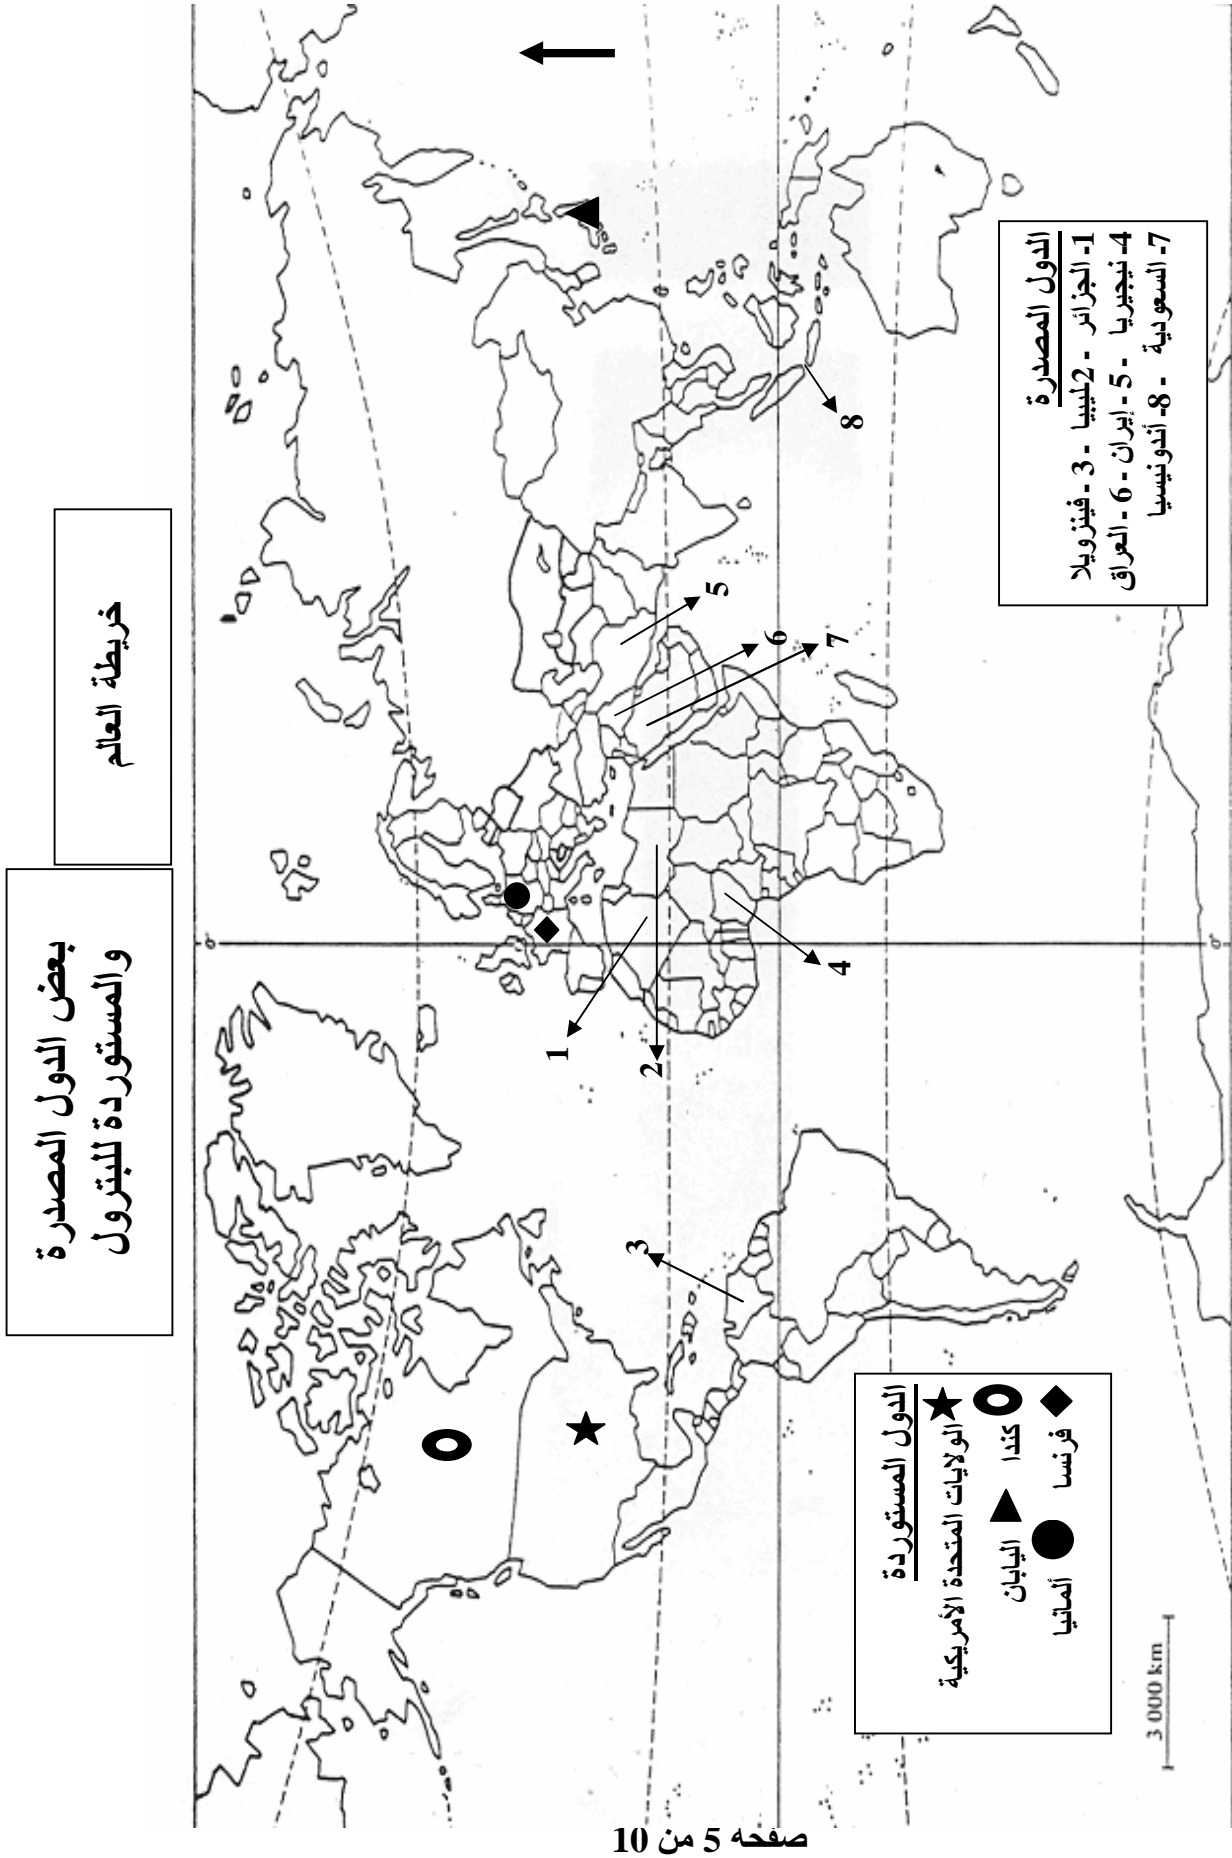 بعض الدول المصدرة
والمستوردة للبترول
خريطة العالم
0°
0°
1
2
3
4
5
6
7
8
الدول المصدرة
1- الجزائر - 2 ليبيا - 3 - فينزويلا
4- نيجيريا - 5 - إيران - 6 - العراق
7- السعودية - 8- أندونيسيا
الدول المستوردة
الولايات المتحدة الأمريكية
كندا اليابان
فرنسا ألمانيا
3 000 km
صفحه 5 من 10